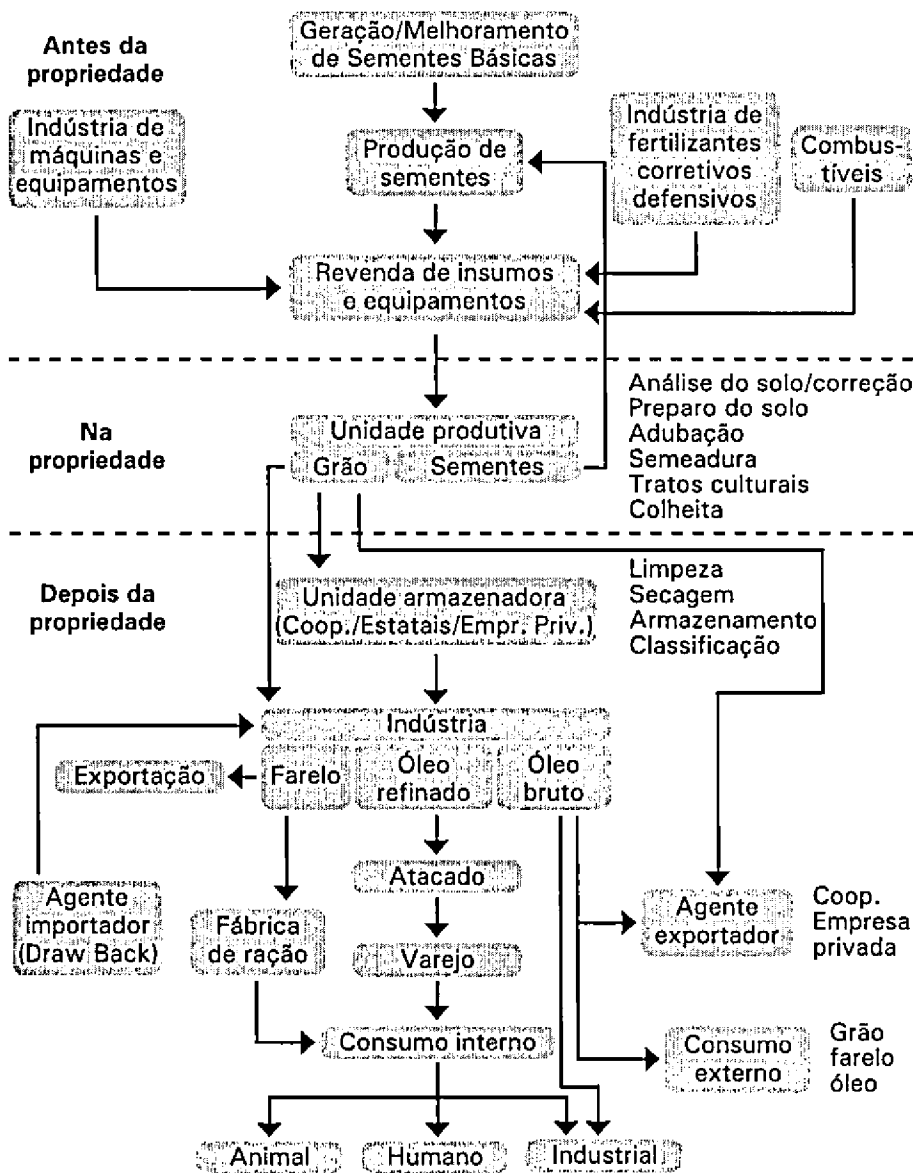 Antes da
propriedade
Geração/Melhoramento
de Sementes Básicas
Indústria de
máquinas e
equipamentos
Produção de
sementes
Indústria de
fertilizantes
corretivos
defensivos
Combus-
tíveis
Revenda de insumos
e equipamentos
Na
propriedade
Unidade produtiva
Grão
Sementes
Análise do solo/correção
Preparo do solo
Adubação
Semeadura
Tratos culturais
Colheita
Depois da
propriedade
Unidade armazenadora
(Coop./Estatais/Empr. Priv.)
Limpeza
Secagem
Armazenamento
Classificação
Indústria
Exportação
Farelo
Óleo
refinado
Óleo
bruto
Atacado
Agente
importador
(Draw Back)
Fábrica
de ração
Varejo
Agente
exportador
Coop.
Empresa
privada
Consumo interno
Consumo
externo
Grão
farelo
óleo
Animal
Humano
Industrial